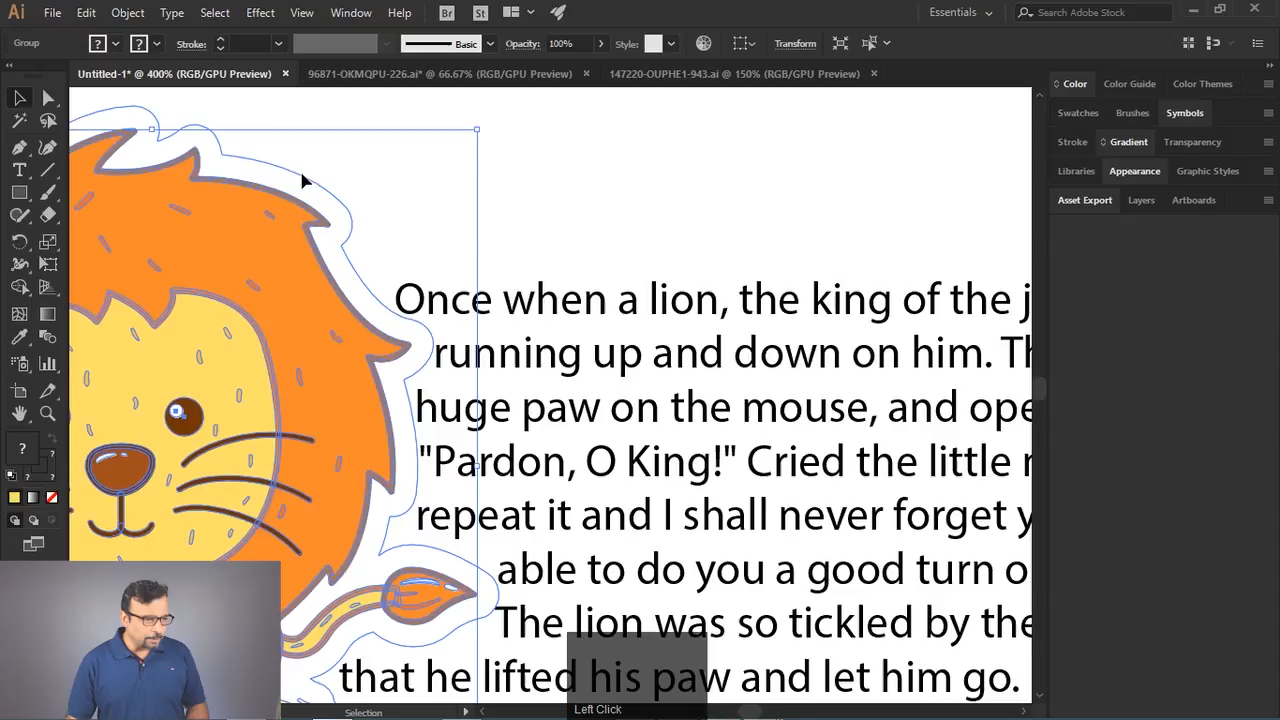 Ai File Edit Object Type Select Effect View Window Help Br St Essentials Search Adobe Stock
Group ? ? Stroke: Basic Opacity: 100% Style: Transform
Untitled-1* @ 400% (RGB/GPU Preview) × 96871-OKMQPU-226.ai* @ 66.67% (RGB/GPU Preview) × 147220-OUPHE1-943.ai @ 150% (RGB/GPU Preview) ×
Color Color Guide Color Themes
Swatches Brushes Symbols
Stroke Gradient Transparency
Libraries Appearance Graphic Styles
Asset Export Layers Artboards
Once when a lion, the king of the j
running up and down on him. Th
huge paw on the mouse, and ope
"Pardon, O King!" Cried the little
repeat it and I shall never forget y
able to do you a good turn o
The lion was so tickled by the
that he lifted his paw and let him go.
Left Click
Selection